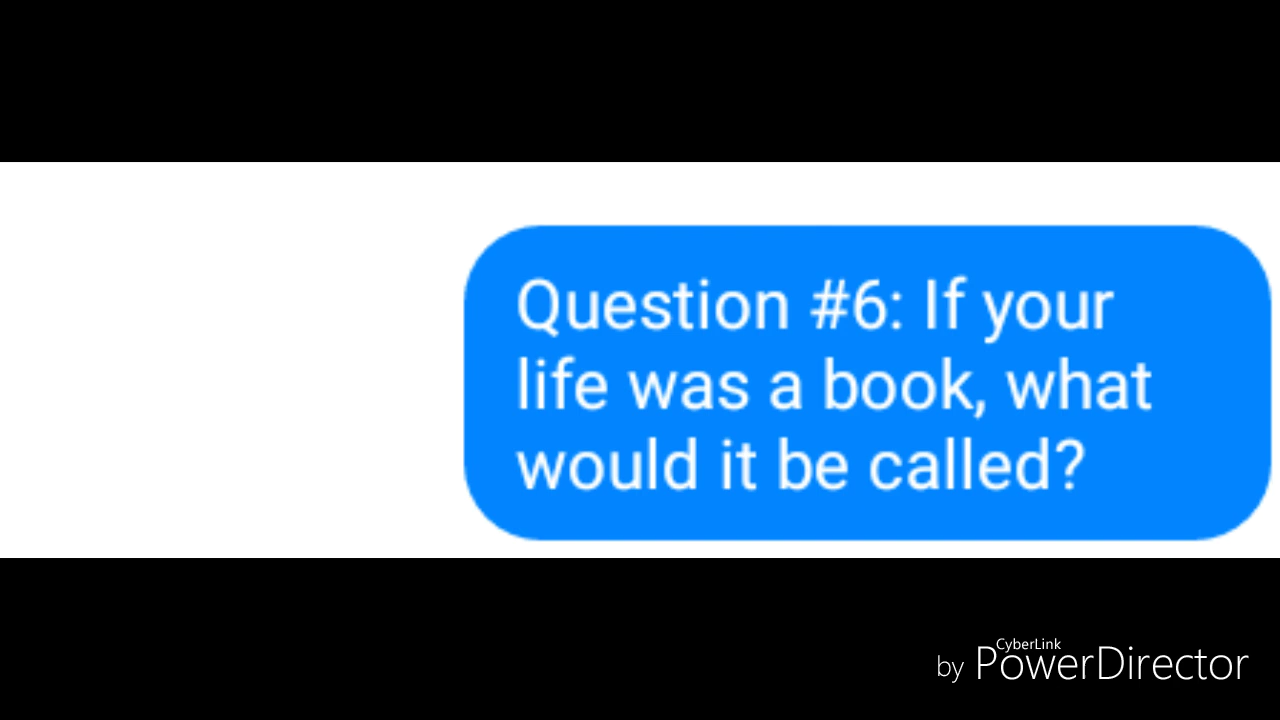 Question #6: If your
life was a book, what
would it be called?
CyberLink
by PowerDirector